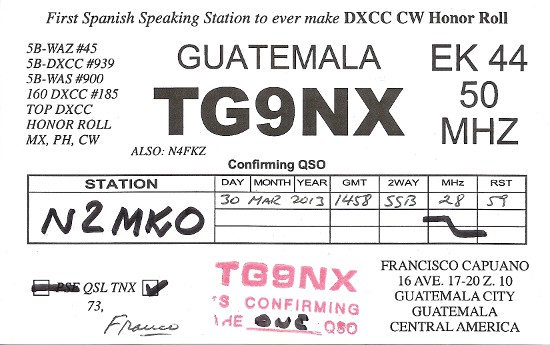 First Spanish Speaking Station to ever make DXCC CW Honor Roll
5B-WAZ #45
5B-DXCC #939
5B-WAS #900
160 DXCC #185
TOP DXCC
HONOR ROLL
MX, PH, CW
GUATEMALA
TG9NX
ALSO: N4FKZ
EK 44
50
MHZ
Confirming QSO
STATION DAY MONTH YEAR GMT 2WAY MHz RST
N2MKO 30 MAR 2013 1458 SSB 28 59
PSE QSL TNX
73,
Franco
TG9NX
'S CONFIRMING
THE ONE QSO
FRANCISCO CAPUANO
16 AVE. 17-20 Z. 10
GUATEMALA CITY
GUATEMALA
CENTRAL AMERICA